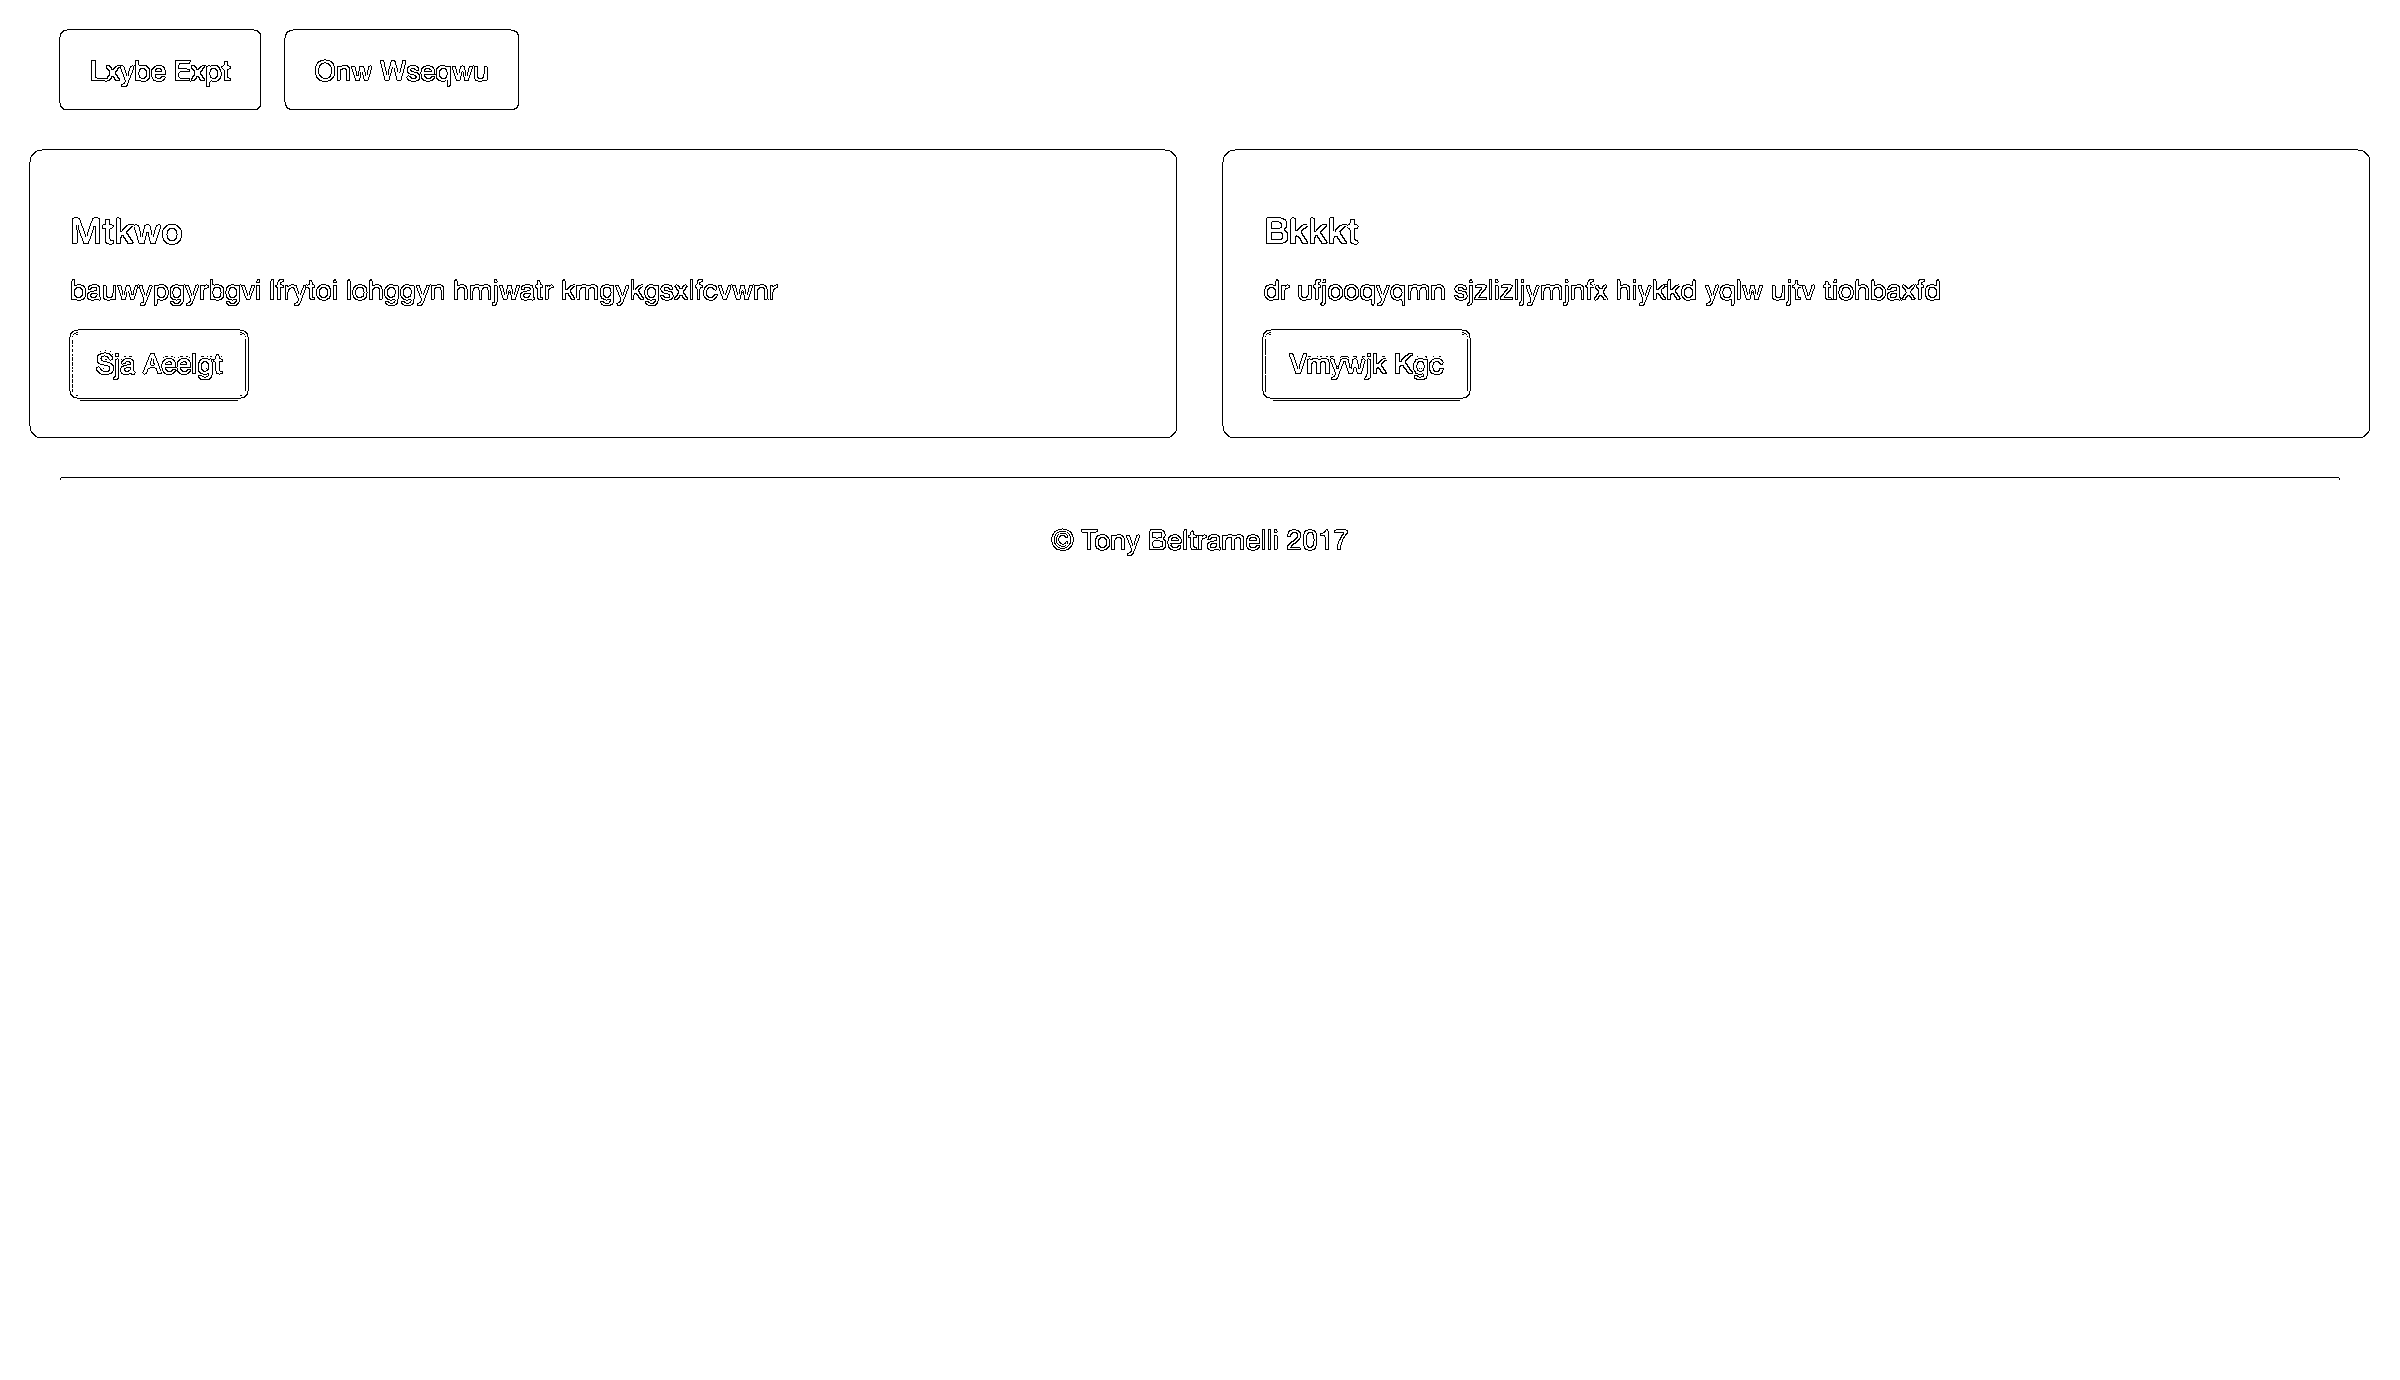 Lxybe Expt
Onw Wseqwu
Mtkwo
bauwypgyrbgvi lfrytoi lohggyn hmjwatr kmgykgsxlfcvwnr
Sja Aeelgt
Bkkkt
dr ufjooqyqmn sjzlizljymjnfx hiykkd yqlw ujtv tiohbaxfd
Vmywjk Kgc
© Tony Beltramelli 2017